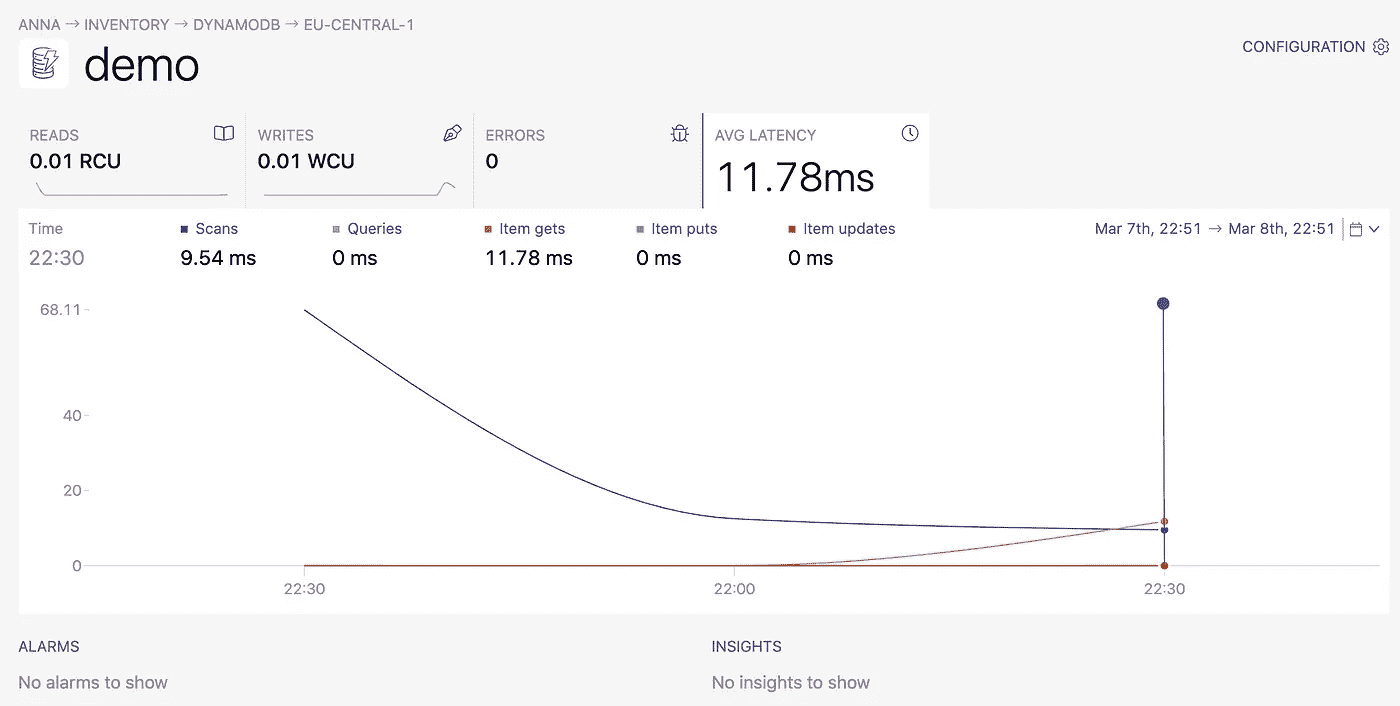 ANNA → INVENTORY → DYNAMODB → EU-CENTRAL-1
demo
CONFIGURATION
READS
0.01 RCU
WRITES
0.01 WCU
ERRORS
0
AVG LATENCY
11.78ms
Time
22:30
Scans
9.54 ms
Queries
0 ms
Item gets
11.78 ms
Item puts
0 ms
Item updates
0 ms
Mar 7th, 22:51 → Mar 8th, 22:51
68.11
40
20
0
22:30 22:00 22:30
ALARMS
No alarms to show
INSIGHTS
No insights to show